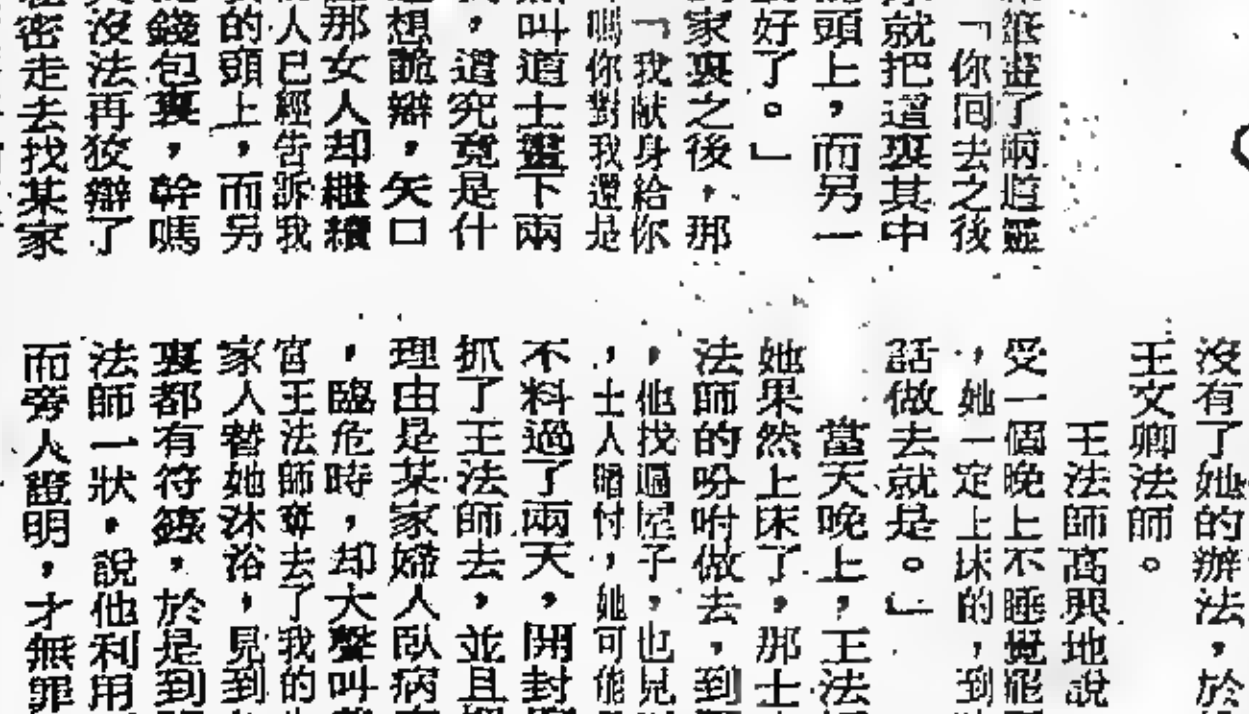 符畫了兩道靈
「你回去之後
就把這裏其中
頭上,而另一
好了。」
家裏之後,那
「我献身給你
嗎你對我還是
叫道士畫下兩
,這究竟是什
想詭辯,矢口
那女人却継續
人已經告訴我
的頭上,而另
錢包裏,幹嗎
沒法再狡辯了
密走去找某家
沒有了她的辦法,於
王文卿法師。
王法師高興地說
受一個晚上不睡覺罷
,她一定上床的,到
話做去就是。」
當天晚上,王法
她果然上床了,那士
法師的吩咐做去,到
,他找遍屋子,也見
,士人暗忖,她可能
不料過了兩天,開封
抓了王法師去,並且
理由是某家婦人臥病
,臨危時,却大聲叫
宮王法師奪去了我的
家人替她沐浴,見到
裏都有符籙,於是到
法師一狀,說他利用
而旁人證明,才無罪